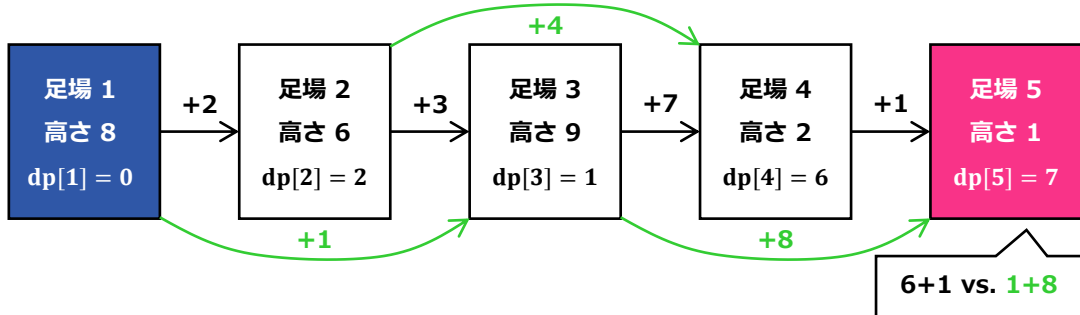 +4
足場 1
高さ 8
dp[1] = 0
+2
足場 2
高さ 6
dp[2] = 2
+3
足場 3
高さ 9
dp[3] = 1
+7
足場 4
高さ 2
dp[4] = 6
+1
足場 5
高さ 1
dp[5] = 7
+1
+8
6+1 vs. 1+8